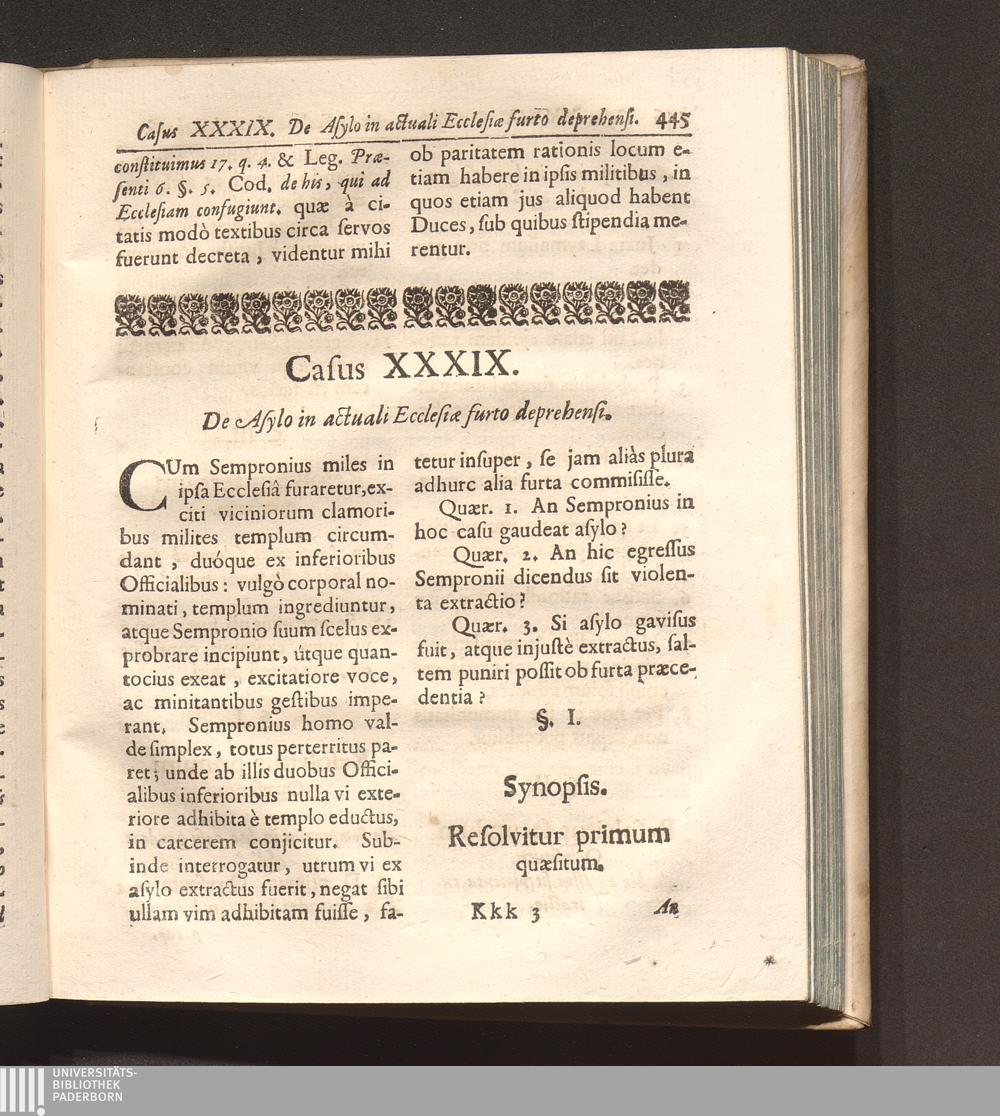 Caſus XXXIX. De Aſylo in actuali Eccleſiæ furto deprehenſi. 445
conſtituimus 17. q. 4. & Leg. Præ-
ſenti 6. §. 5. Cod. de his, qui ad
Eccleſiam confugiunt. quæ à ci-
tatis modò textibus circa ſervos
fuerunt decreta, videntur mihi
ob paritatem rationis locum e-
tiam habere in ipſis militibus, in
quos etiam jus aliquod habent
Duces, ſub quibus ſtipendia me-
rentur.
Caſus XXXIX.
De Aſylo in actuali Eccleſiæ furto deprehenſi.
CUm Sempronius miles in
ipſa Eccleſiâ furaretur, ex-
citi viciniorum clamori-
bus milites templum circum-
dant, duóque ex inferioribus
Officialibus: vulgò corporal no-
minati, templum ingrediuntur,
atque Sempronio ſuum ſcelus ex-
probrare incipiunt, útque quan-
tocius exeat, excitatiore voce,
ac minitantibus geſtibus impe-
rant. Sempronius homo val-
de ſimplex, totus perterritus pa-
ret; unde ab illis duobus Offici-
alibus inferioribus nulla vi exte-
riore adhibita è templo eductus,
in carcerem conjicitur. Sub-
inde interrogatur, utrum vi ex
aſylo extractus fuerit, negat ſibi
ullam vim adhibitam fuiſſe, fa-
tetur inſuper, ſe jam aliàs plura
adhurc alia furta commiſiſſe.
Quær. 1. An Sempronius in
hoc caſu gaudeat aſylo?
Quær. 2. An hic egreſſus
Sempronii dicendus ſit violen-
ta extractio?
Quær. 3. Si aſylo gaviſus
fuit, atque injuſtè extractus, ſal-
tem puniri poſſit ob furta præce-
dentia?
§. I.
Synopſis.
Reſolvitur primum
quæſitum.
Kkk 3 An
UNIVERSITÄTS-
BIBLIOTHEK
PADERBORN